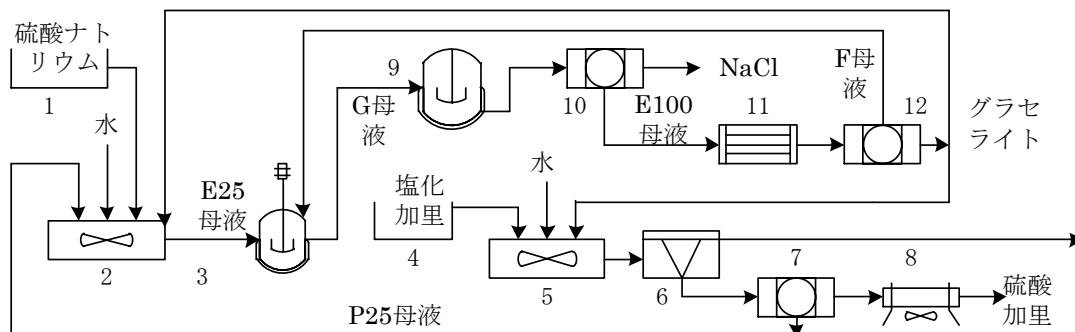 硫酸ナト
リウム
1
水
2
E25
母液
3
9
G母
液
10
NaCl
E100
母液
11
F母
液
12
グラセ
ライト
塩化
加里
4
水
5
6
7
8
硫酸
加里
P25母液